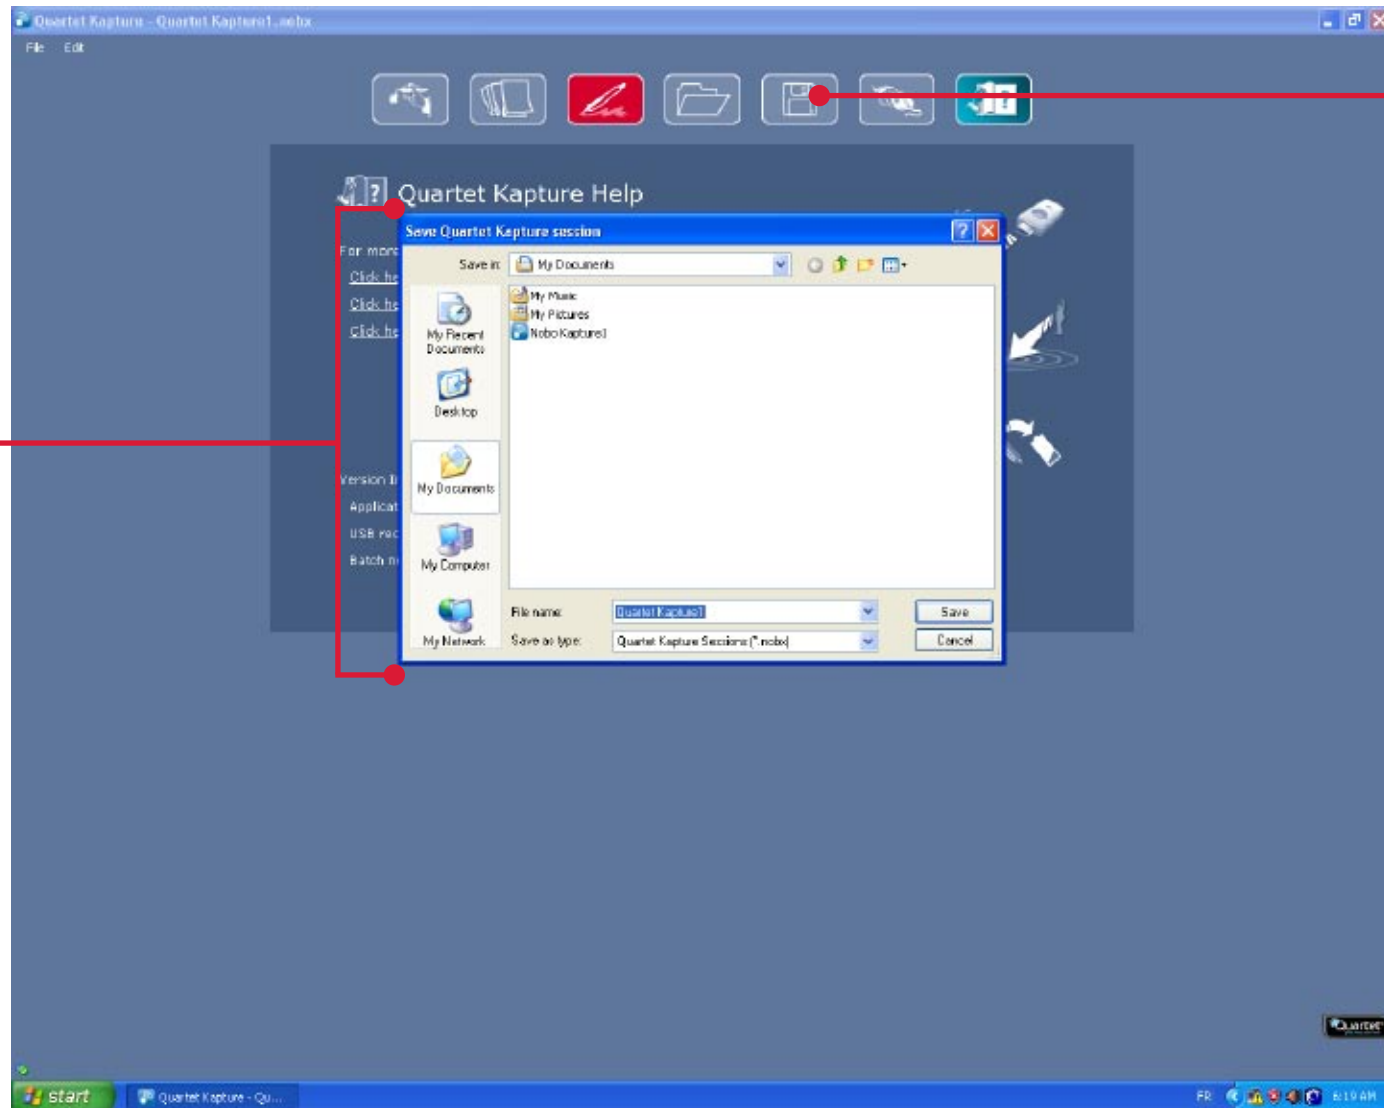 Quartet Kapture - Quartet Kapture1.nobx
File Edit
Quartet Kapture Help
Save Quartet Kapture session
For more
Save in: My Documents
Click he
Click he
Click he
My Music
My Pictures
Nobo Kapture1
My Recent
Documents
Desktop
My Documents
My Computer
My Network
Version I
Applicat
USB rec
Batch n
File name: Quartet Kapture1 Save
Save as type: Quartet Kapture Sessions (*.nobx) Cancel
Quartet
start Quartet Kapture - Qu... FR 6:19 AM